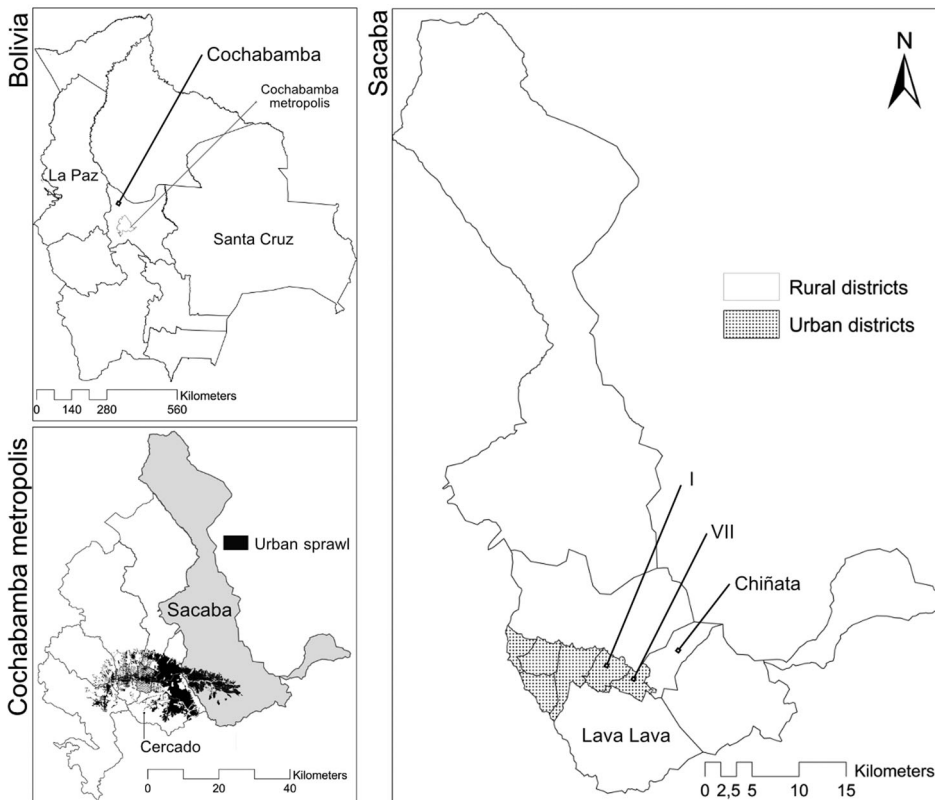 Bolivia
Cochabamba
Cochabamba
metropolis
La Paz
Santa Cruz
Kilometers
0 140 280 560
Cochabamba metropolis
Urban sprawl
Sacaba
Cercado
Kilometers
0 20 40
Sacaba
N
Rural districts
Urban districts
I
VII
Chiñata
Lava Lava
Kilometers
0 2,5 5 10 15